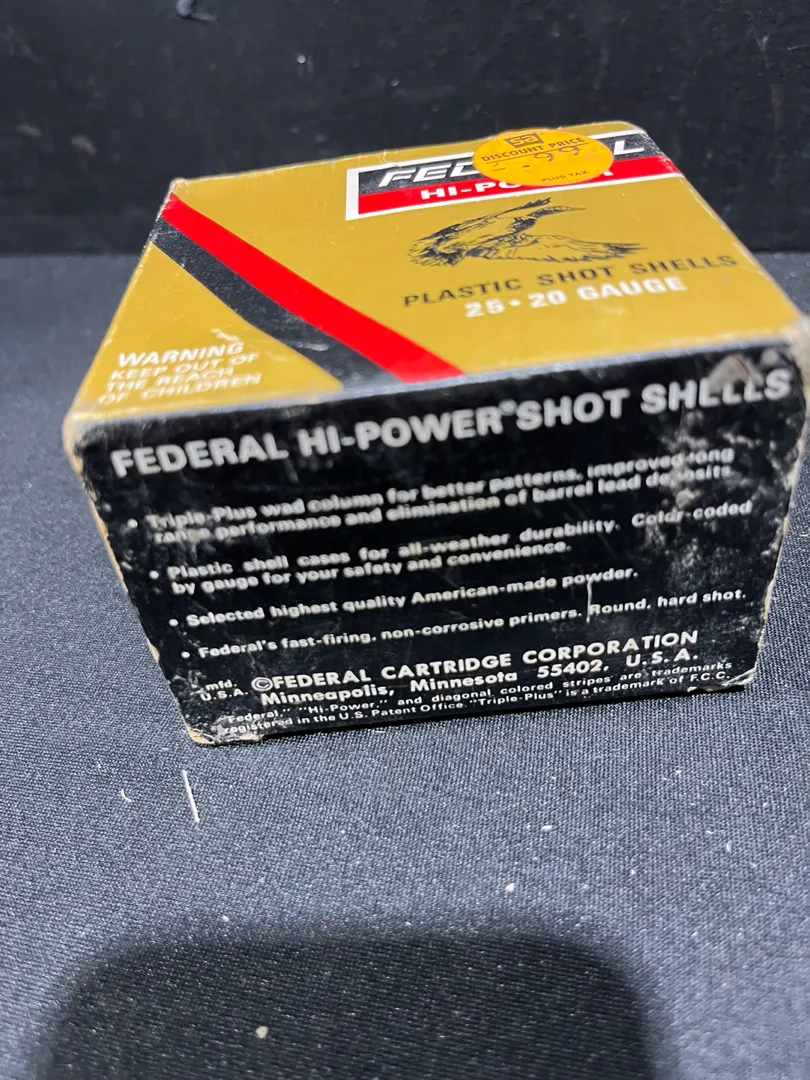 DISCOUNT PRICE
PLUS TAX
PLASTIC SHOT SHELLS
25 • 20 GAUGE
WARNING
KEEP OUT OF
THE REACH
OF CHILDREN
FEDERAL HI-POWER® SHOT SHELLS
• Triple-Plus wad column for better patterns, improved long
range performance and elimination of barrel lead deposits
• Plastic shell cases for all-weather durability. Color-coded
by gauge for your safety and convenience.
• Selected highest quality American-made powder.
• Federal's fast-firing, non-corrosive primers. Round, hard shot.
mfd.
U.S.A.
©FEDERAL CARTRIDGE CORPORATION
Minneapolis, Minnesota 55402, U.S.A.
"Federal," "Hi-Power," and diagonal colored stripes are trademarks
registered in the U.S. Patent Office. "Triple-Plus" is a trademark of F.C.C.